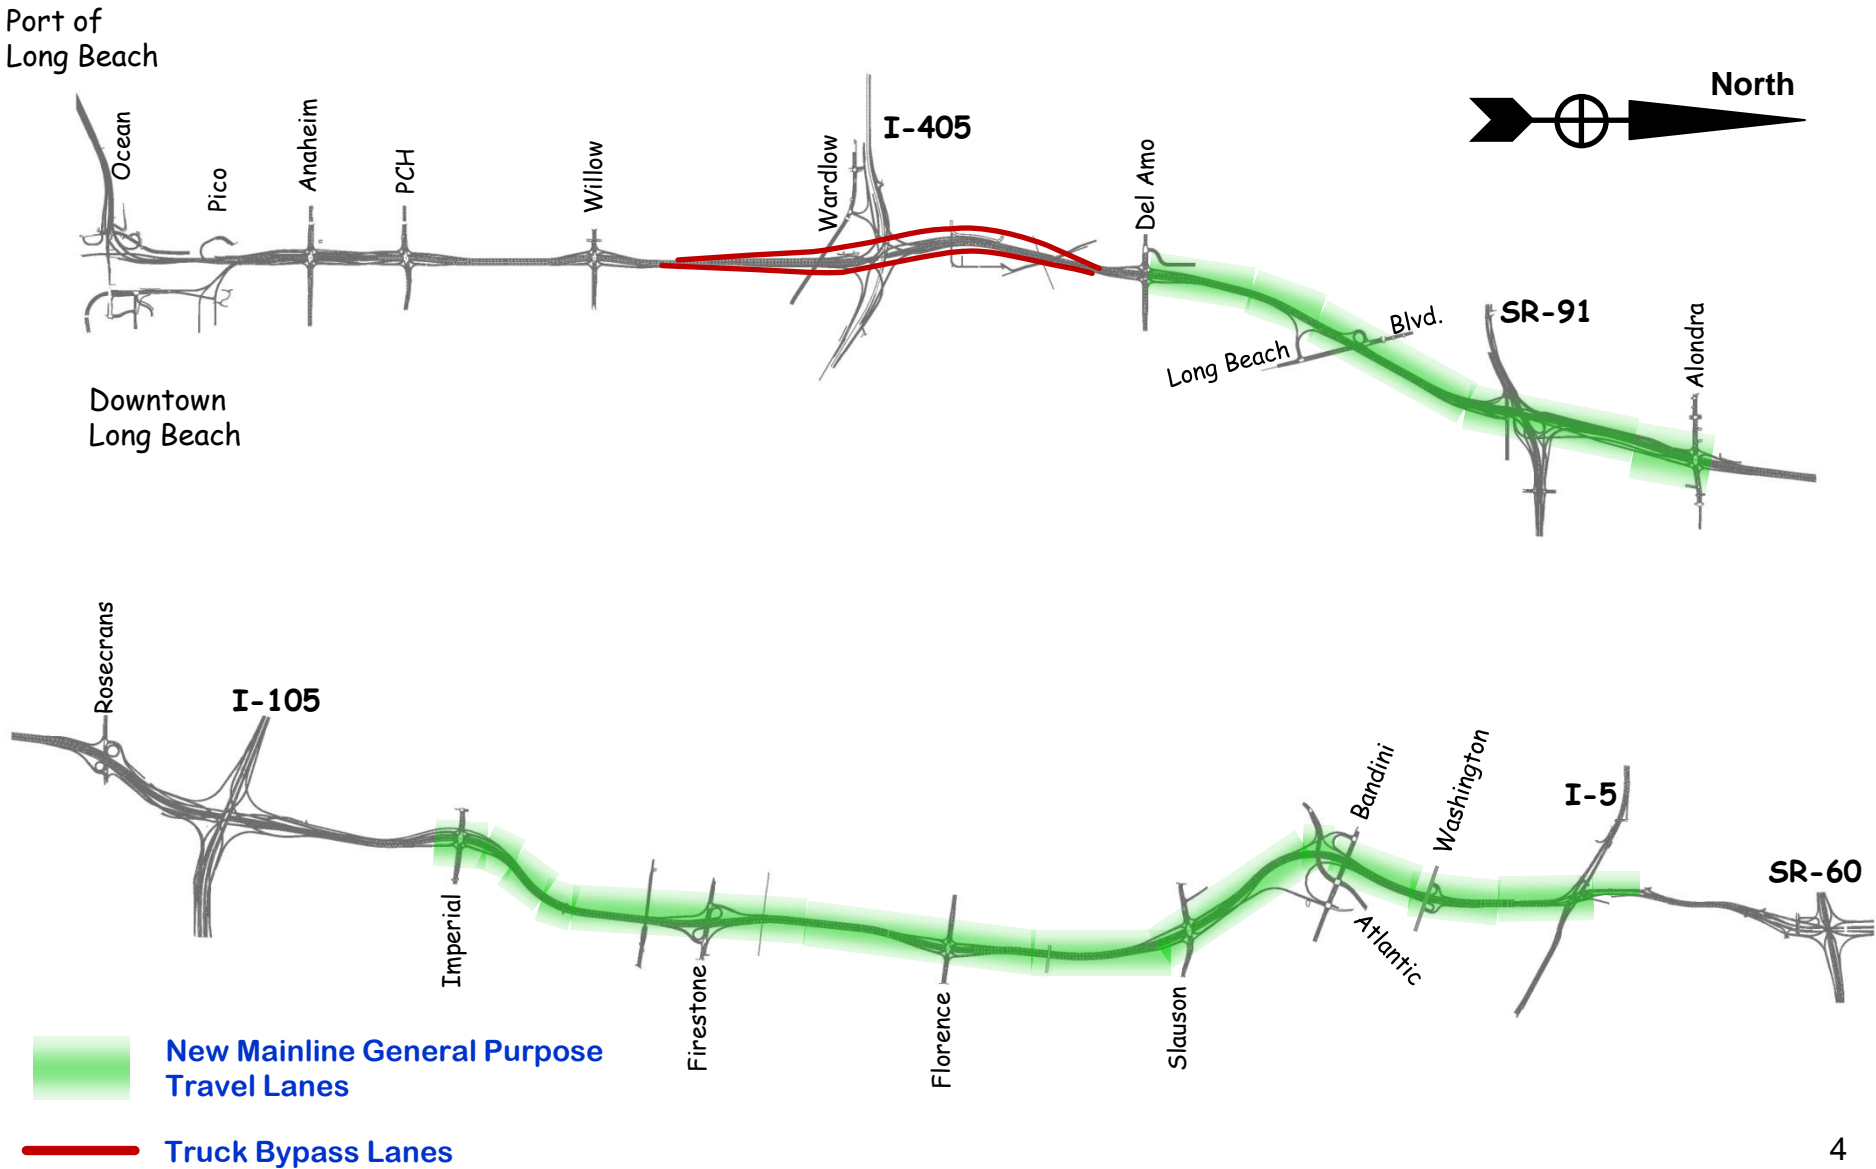 Port of
Long Beach
Ocean
Pico
Anaheim
PCH
Willow
Wardlow
I-405
Del Amo
North
Long Beach Blvd.
SR-91
Alondra
Downtown
Long Beach
Rosecrans
I-105
Imperial
Firestone
Florence
Slauson
Bandini
Atlantic
Washington
I-5
SR-60
New Mainline General Purpose
Travel Lanes
Truck Bypass Lanes
4